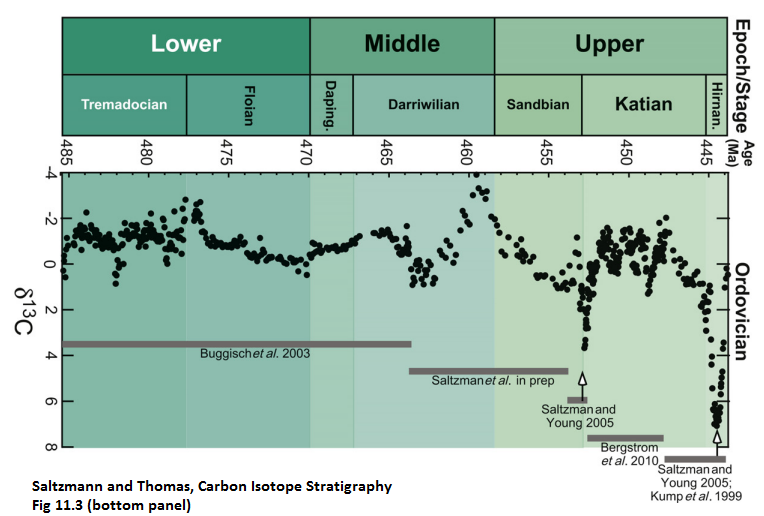 Lower Middle Upper
Epoch/Stage
Tremadocian Floian Daping. Darriwilian Sandbian Katian Hirnan.
Age
(Ma)
485 480 475 470 465 460 455 450 445
-4
-2
0
2
4
6
8
δ13C
Ordovician
Buggisch et al. 2003
Saltzman et al. in prep
Saltzman and
Young 2005
Bergstrom
et al. 2010
Saltzman and
Young 2005;
Kump et al. 1999
Saltzmann and Thomas, Carbon Isotope Stratigraphy
Fig 11.3 (bottom panel)